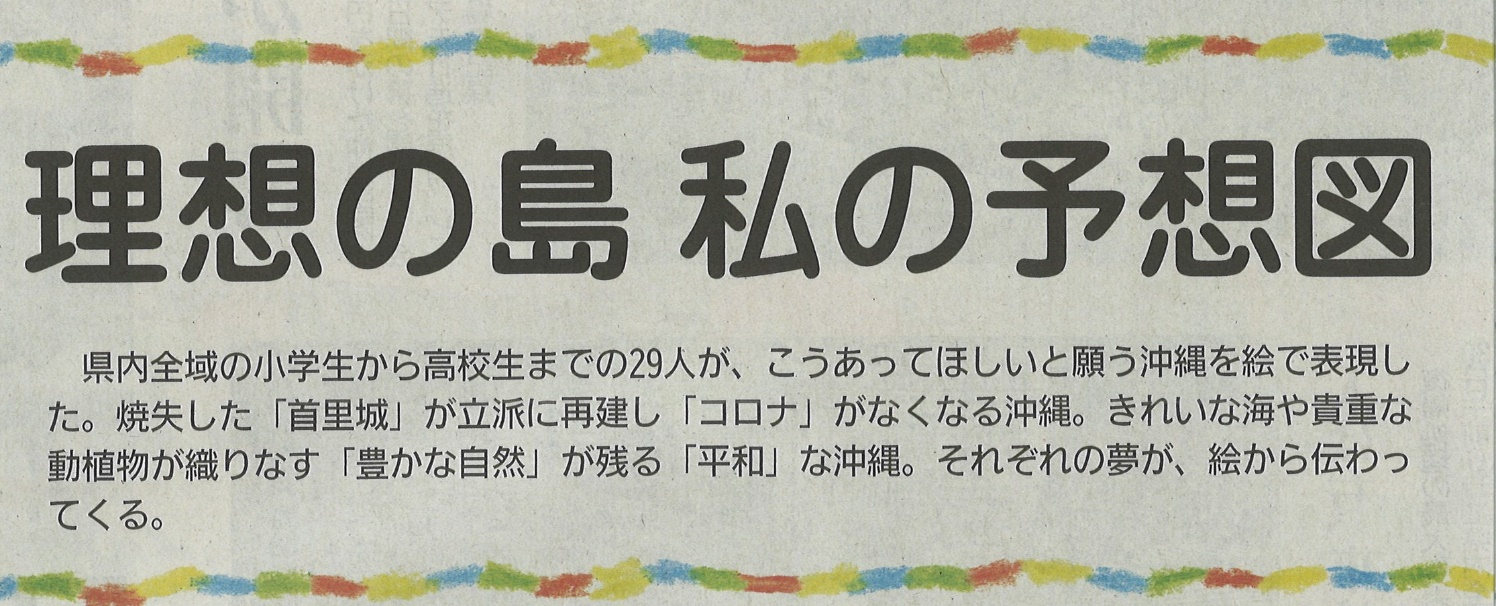 理想の島 私の予想図
県内全域の小学生から高校生までの29人が、こうあってほしいと願う沖縄を絵で表現し
た。焼失した「首里城」が立派に再建し「コロナ」がなくなる沖縄。きれいな海や貴重な
動植物が織りなす「豊かな自然」が残る「平和」な沖縄。それぞれの夢が、絵から伝わっ
てくる。